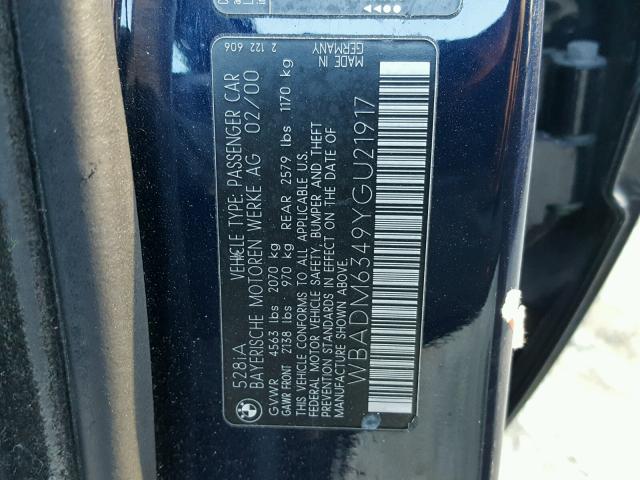 528iA VEHICLE TYPE: PASSENGER CAR
BAYERISCHE MOTOREN WERKE AG 02/00
GVWR 4563 lbs 2070 kg
GAWR FRONT 2138 lbs 970 kg REAR 2579 lbs 1170 kg
THIS VEHICLE CONFORMS TO ALL APPLICABLE U.S.
FEDERAL MOTOR VEHICLE SAFETY, BUMPER AND THEFT
PREVENTION STANDARDS IN EFFECT ON THE DATE OF
MANUFACTURE SHOWN ABOVE.
WBADM6349YGU21917
2 122 606
MADE IN
GERMANY
BMW